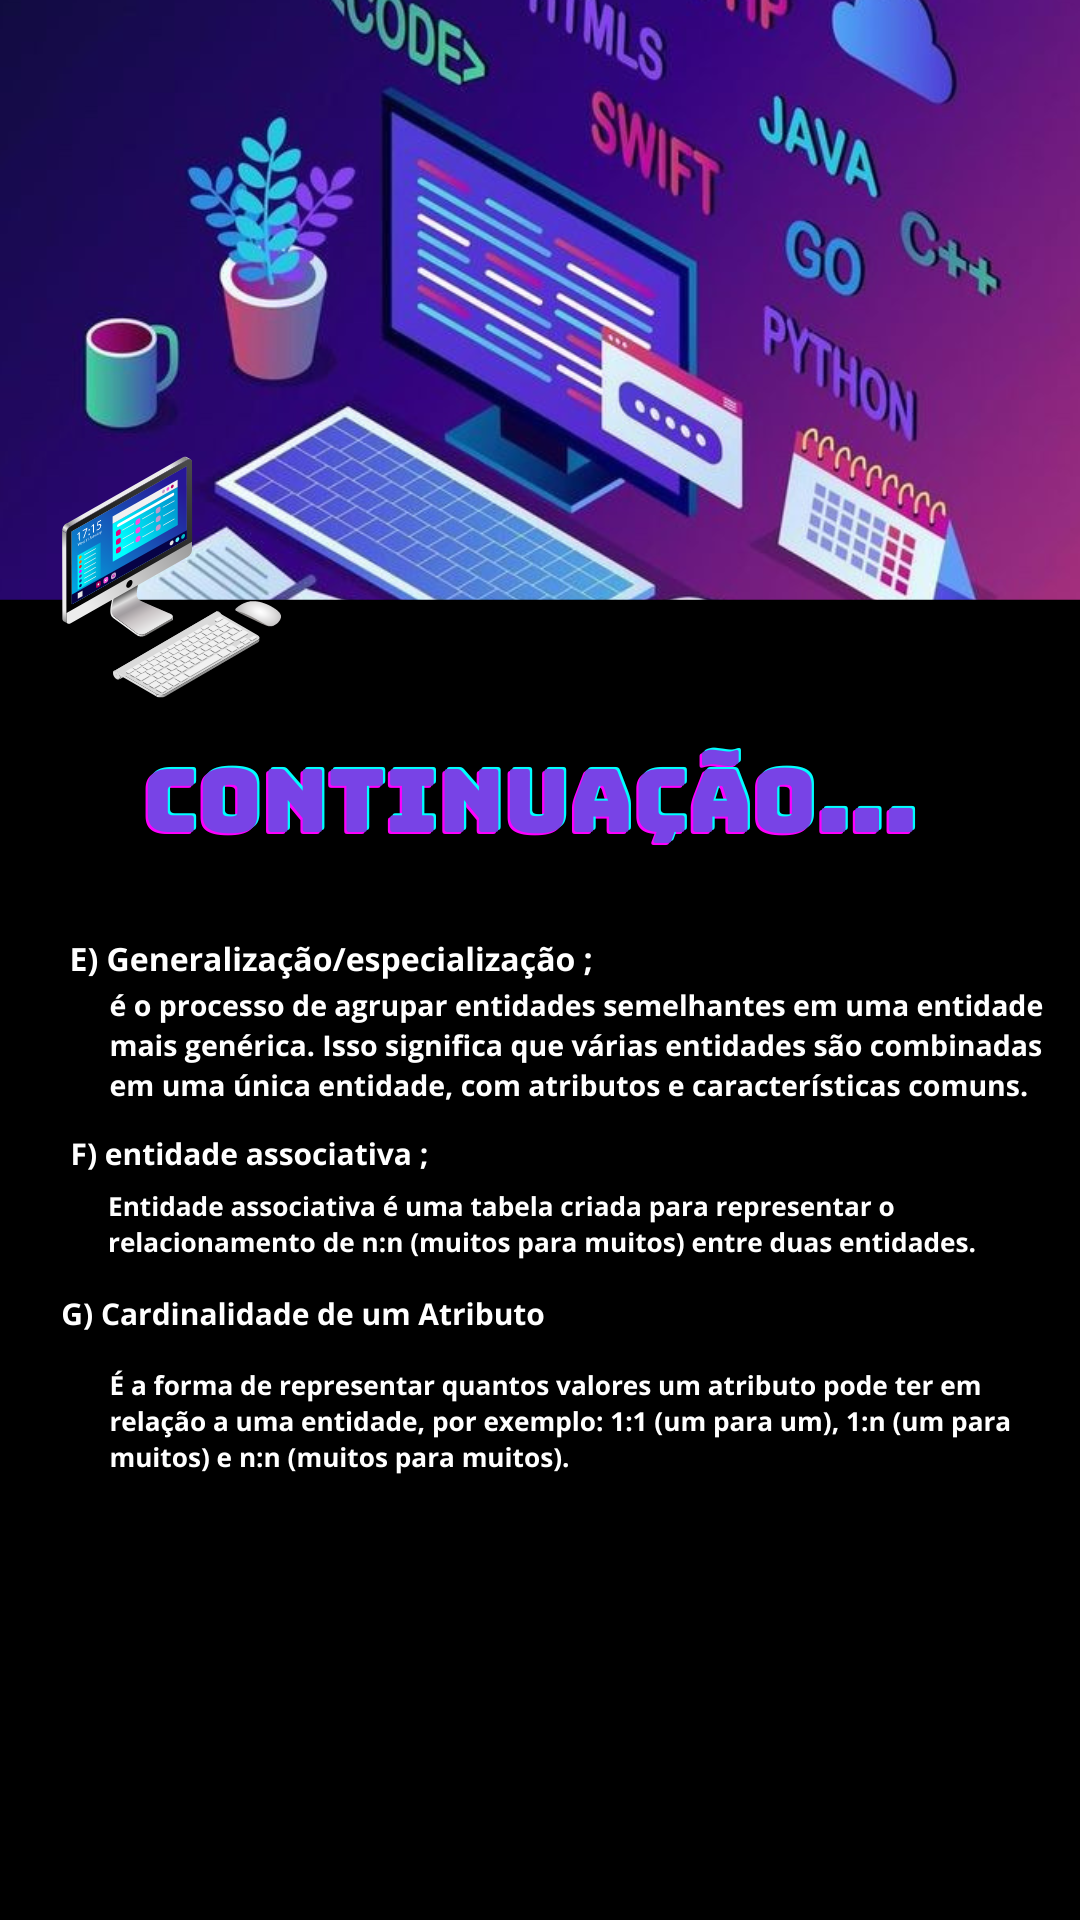 CODE>
HTML5
SWIFT
JAVA
GO
C++
PYTHON
17:15
CONTINUAÇÃO...
E) Generalização/especialização ;
é o processo de agrupar entidades semelhantes em uma entidade
mais genérica. Isso significa que várias entidades são combinadas
em uma única entidade, com atributos e características comuns.
F) entidade associativa ;
Entidade associativa é uma tabela criada para representar o
relacionamento de n:n (muitos para muitos) entre duas entidades.
G) Cardinalidade de um Atributo
É a forma de representar quantos valores um atributo pode ter em
relação a uma entidade, por exemplo: 1:1 (um para um), 1:n (um para
muitos) e n:n (muitos para muitos).